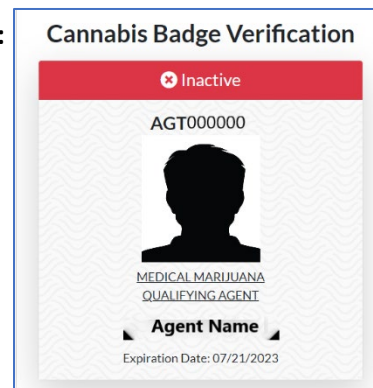 :
Cannabis Badge Verification
Inactive
AGT000000
MEDICAL MARIJUANA
QUALIFYING AGENT
Agent Name
Expiration Date: 07/21/2023